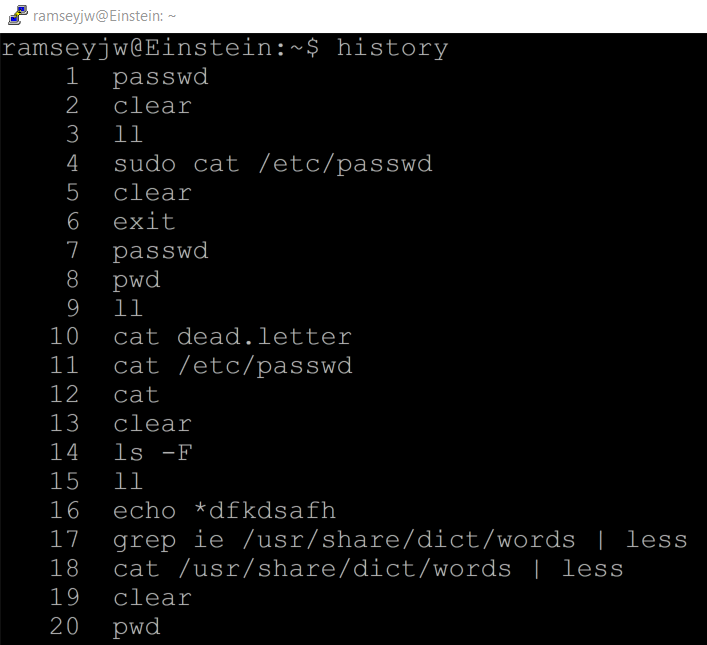 ramseyjw@Einstein: ~
ramseyjw@Einstein:~$ history
1 passwd
2 clear
3 ll
4 sudo cat /etc/passwd
5 clear
6 exit
7 passwd
8 pwd
9 ll
10 cat dead.letter
11 cat /etc/passwd
12 cat
13 clear
14 ls -F
15 ll
16 echo *dfkdsafh
17 grep ie /usr/share/dict/words | less
18 cat /usr/share/dict/words | less
19 clear
20 pwd